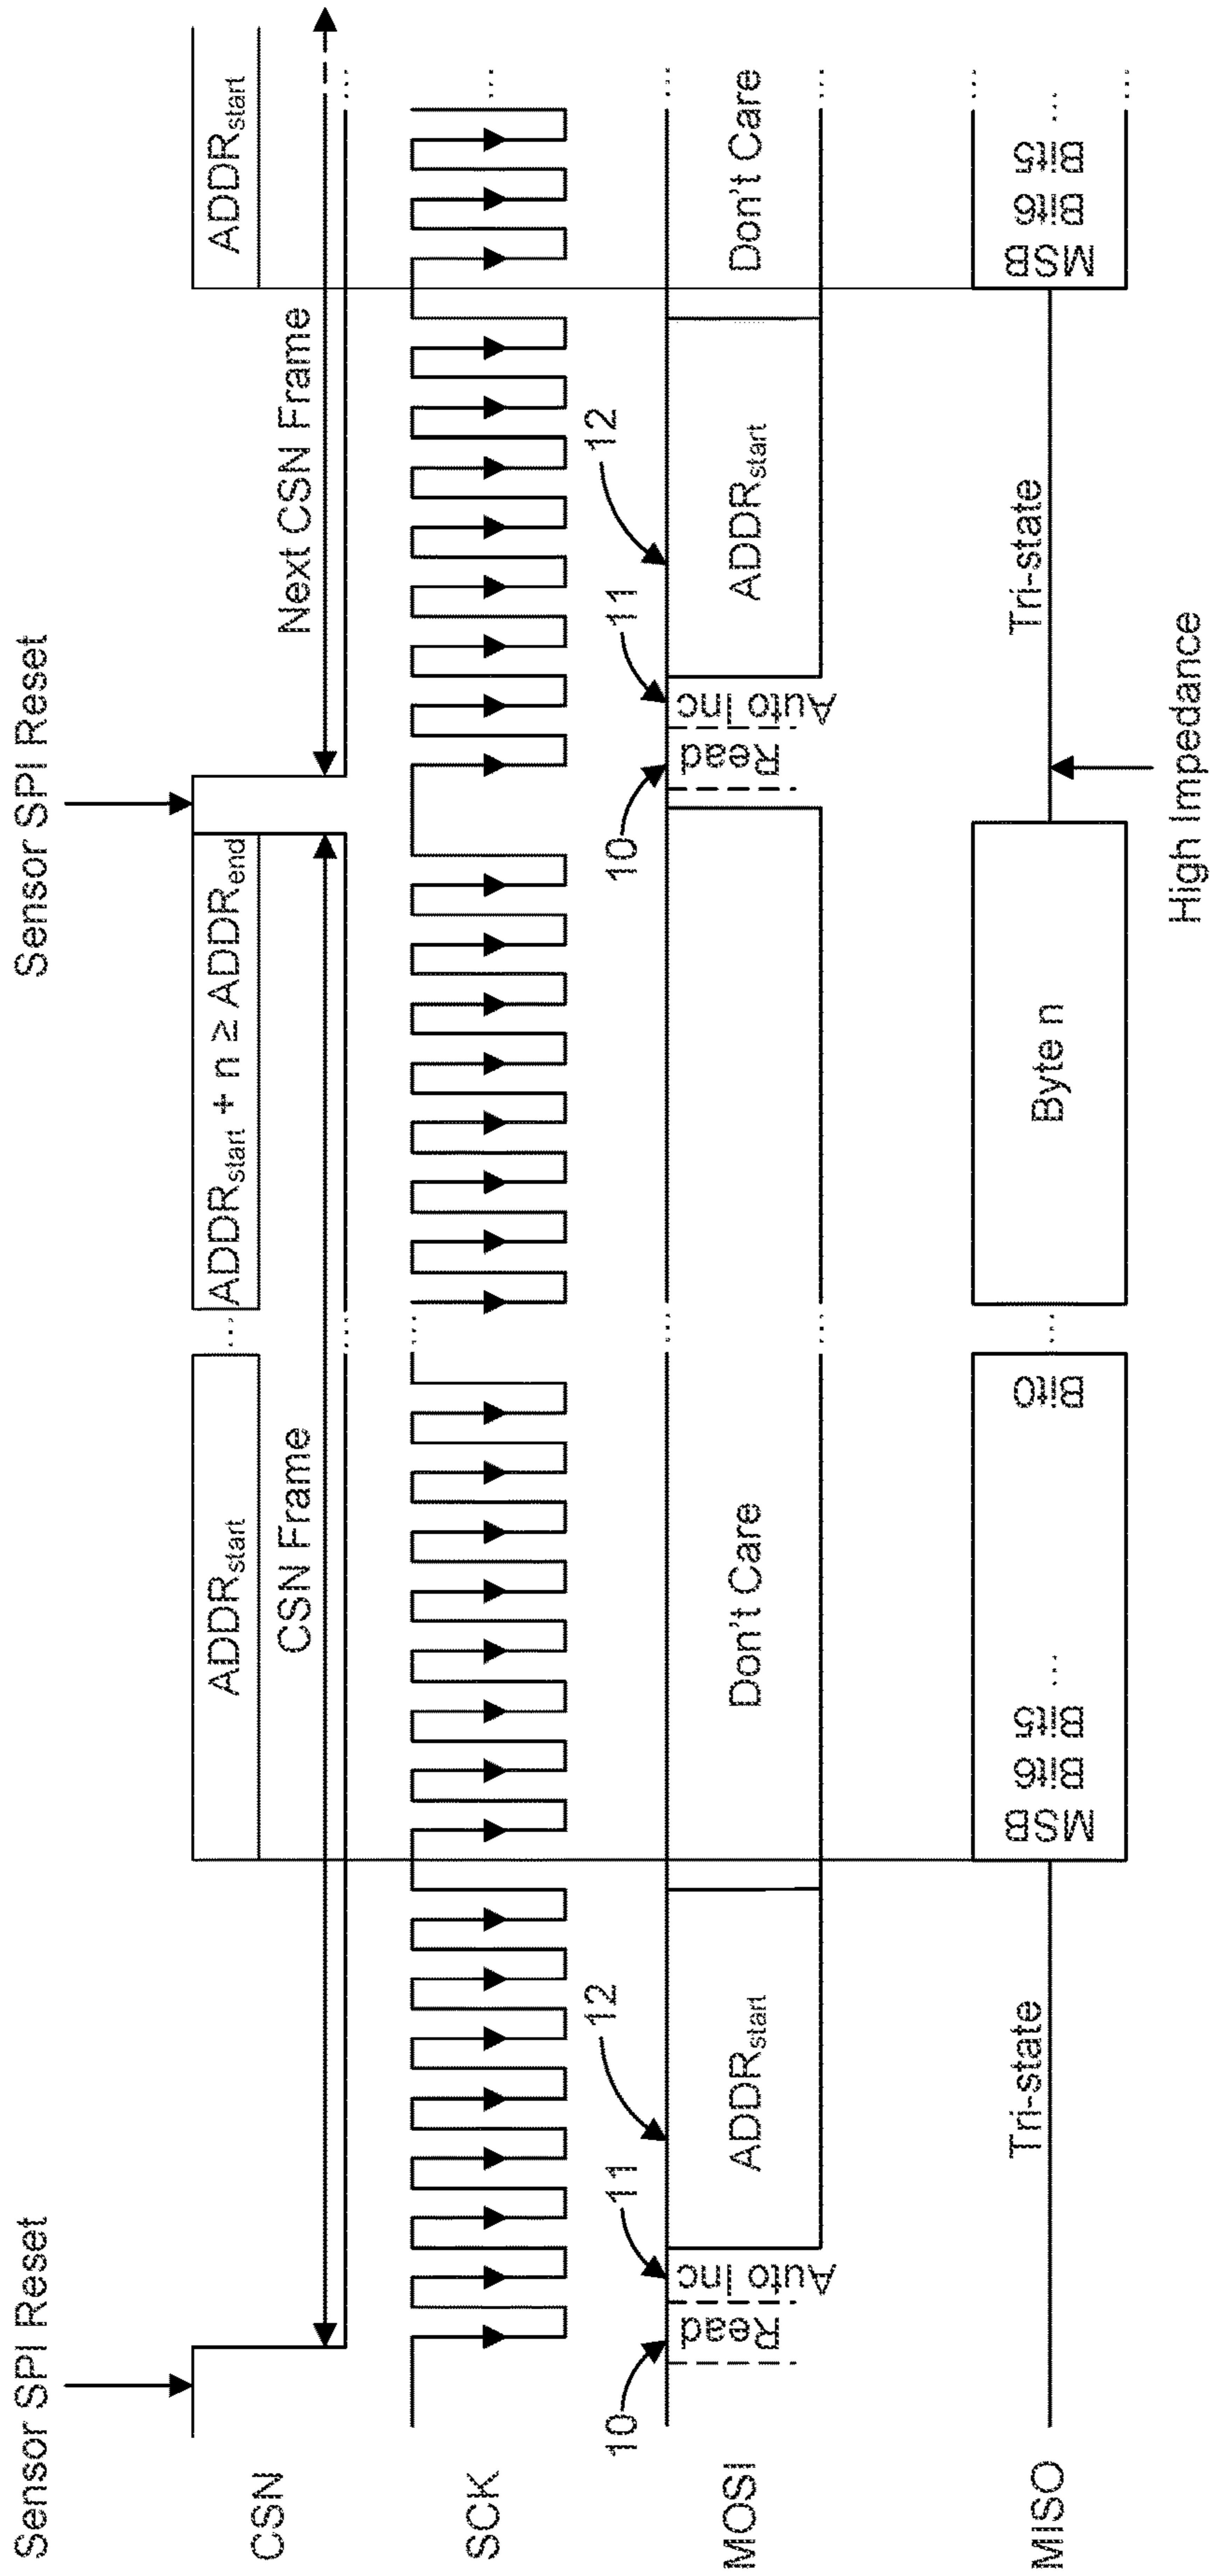 Sensor SPI Reset
Sensor SPI Reset
CSN
ADDRstart
...
ADDRstart + n ≥ ADDRend
ADDRstart
CSN Frame
Next CSN Frame
...
...
SCK
...
...
10
11
12
10
11
12
MOSI
Read
Auto Inc
ADDRstart
Don't Care
Read
Auto Inc
ADDRstart
Don't Care
...
...
...
...
MISO
Tri-state
MSB
Bit6
Bit5
...
Bit0
...
Byte n
Tri-state
MSB
Bit6
Bit5
...
...
...
High Impedance